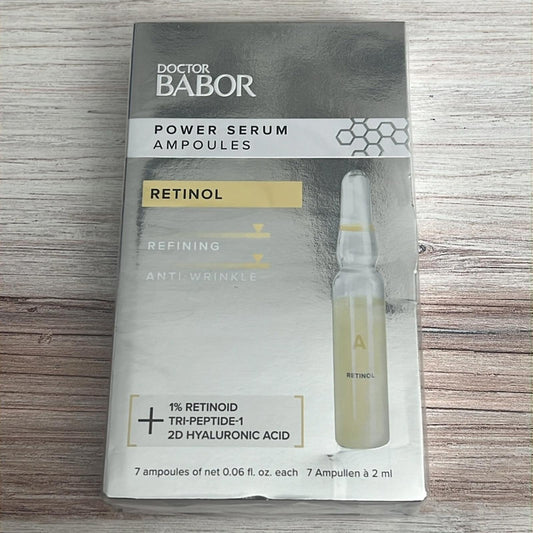 DOCTOR
BABOR
POWER SERUM
AMPOULES
RETINOL
REFINING
ANTI-WRINKLE
A
RETINOL
+
1% RETINOID
TRI-PEPTIDE-1
2D HYALURONIC ACID
7 ampoules of net 0.06 fl. oz. each 7 Ampullen à 2 ml